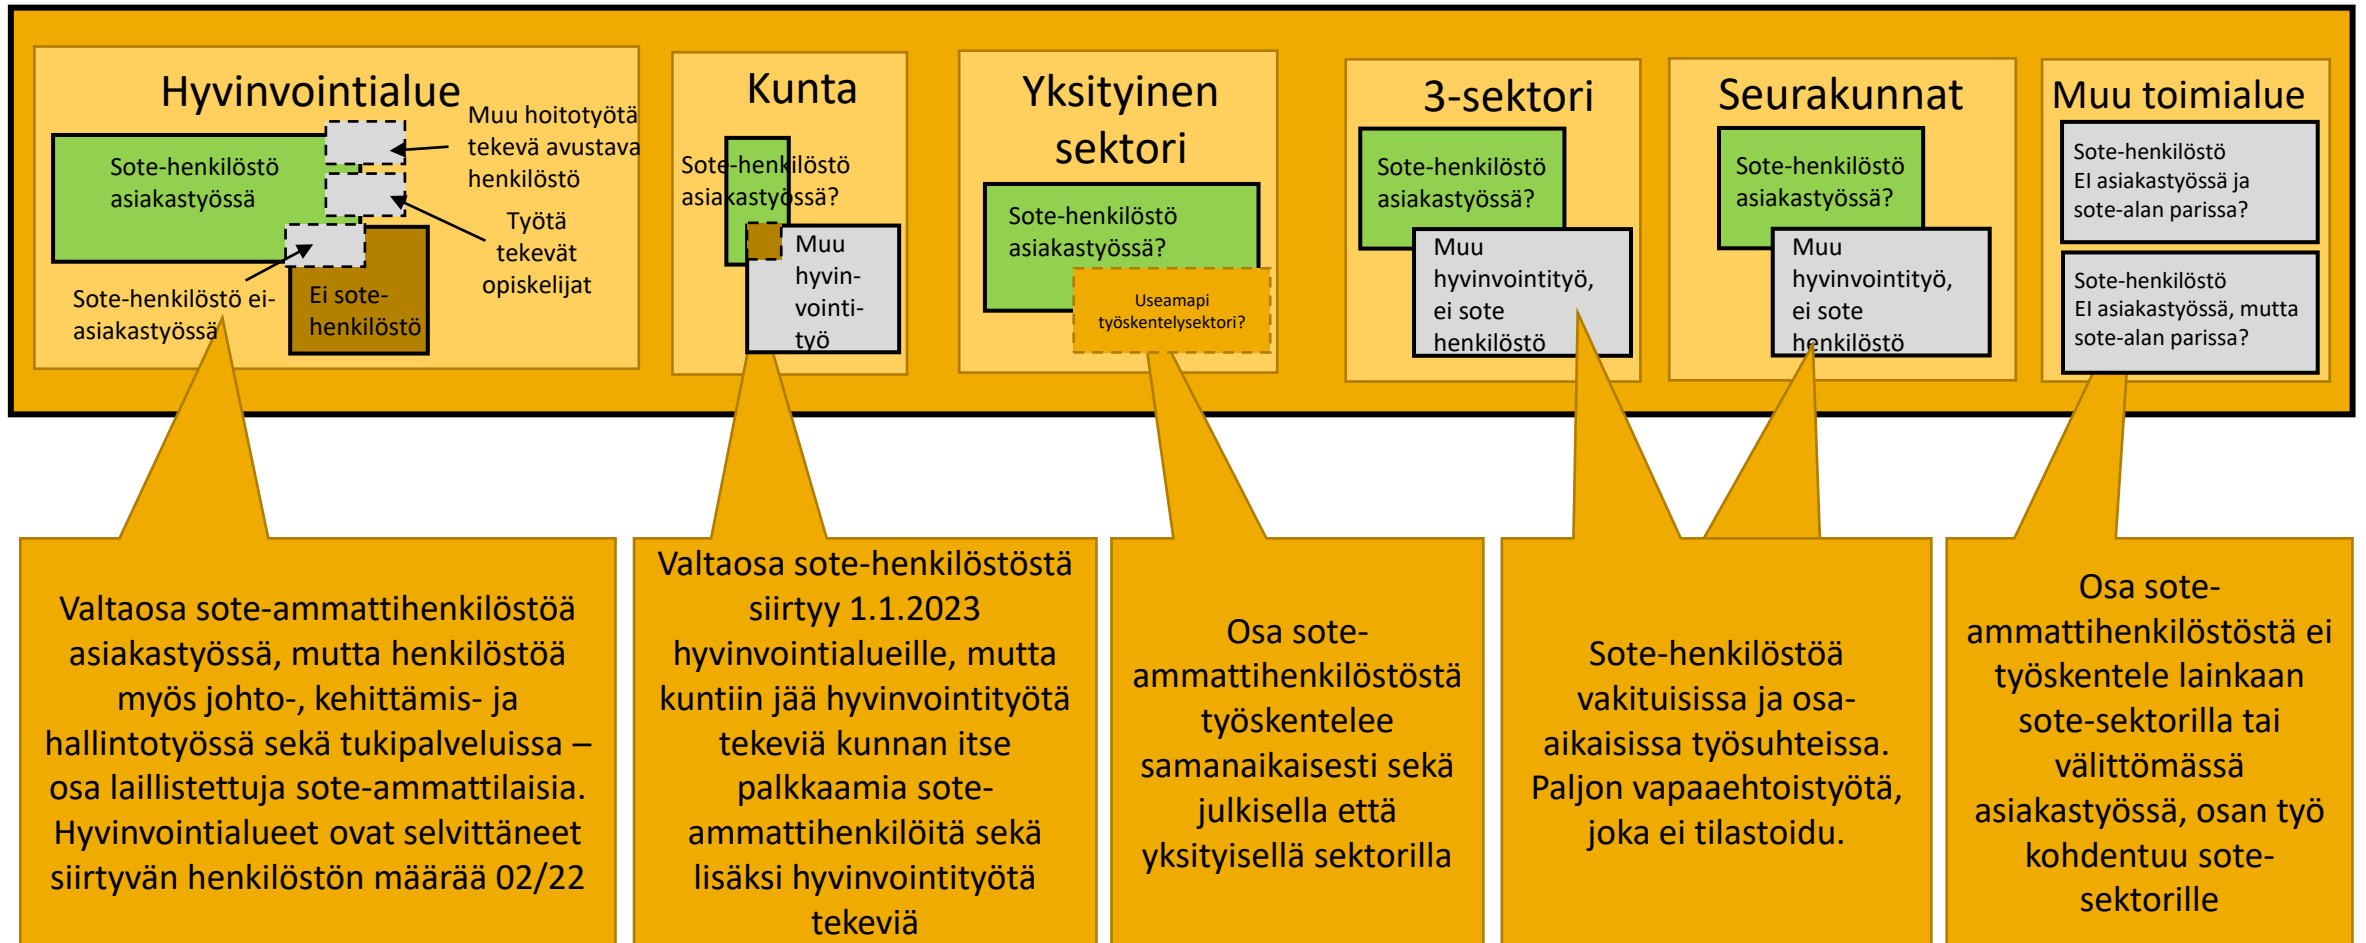 Hyvinvointialue
Muu hoitotyötä
tekevä avustava
henkilöstö
Sote-henkilöstö
asiakastyössä
Työtä
tekevät
opiskelijat
Sote-henkilöstö ei-
asiakastyössä
Ei sote-
henkilöstö
Kunta
Sote-henkilöstö
asiakastyössä?
Muu
hyvin-
vointi-
työ
Yksityinen
sektori
Sote-henkilöstö
asiakastyössä?
Useamapi
työskentelysektori?
3-sektori
Sote-henkilöstö
asiakastyössä?
Muu
hyvinvointityö,
ei sote
henkilöstö
Seurakunnat
Sote-henkilöstö
asiakastyössä?
Muu
hyvinvointityö,
ei sote
henkilöstö
Muu toimialue
Sote-henkilöstö
EI asiakastyössä ja
sote-alan parissa?
Sote-henkilöstö
EI asiakastyössä, mutta
sote-alan parissa?
Valtaosa sote-ammattihenkilöstöä
asiakastyössä, mutta henkilöstöä
myös johto-, kehittämis- ja
hallintotyössä sekä tukipalveluissa –
osa laillistettuja sote-ammattilaisia.
Hyvinvointialueet ovat selvittäneet
siirtyvän henkilöstön määrää 02/22
Valtaosa sote-henkilöstöstä
siirtyy 1.1.2023
hyvinvointialueille, mutta
kuntiin jää hyvinvointityötä
tekeviä kunnan itse
palkkaamia sote-
ammattihenkilöitä sekä
lisäksi hyvinvointityötä
tekeviä
Osa sote-
ammattihenkilöstöstä
työskentelee
samanaikaisesti sekä
julkisella että
yksityisellä sektorilla
Sote-henkilöstöä
vakituisissa ja osa-
aikaisissa työsuhteissa.
Paljon vapaaehtoistyötä,
joka ei tilastoidu.
Osa sote-
ammattihenkilöstöstä ei
työskentele lainkaan
sote-sektorilla tai
välittömässä
asiakastyössä, osan työ
kohdentuu sote-
sektorille